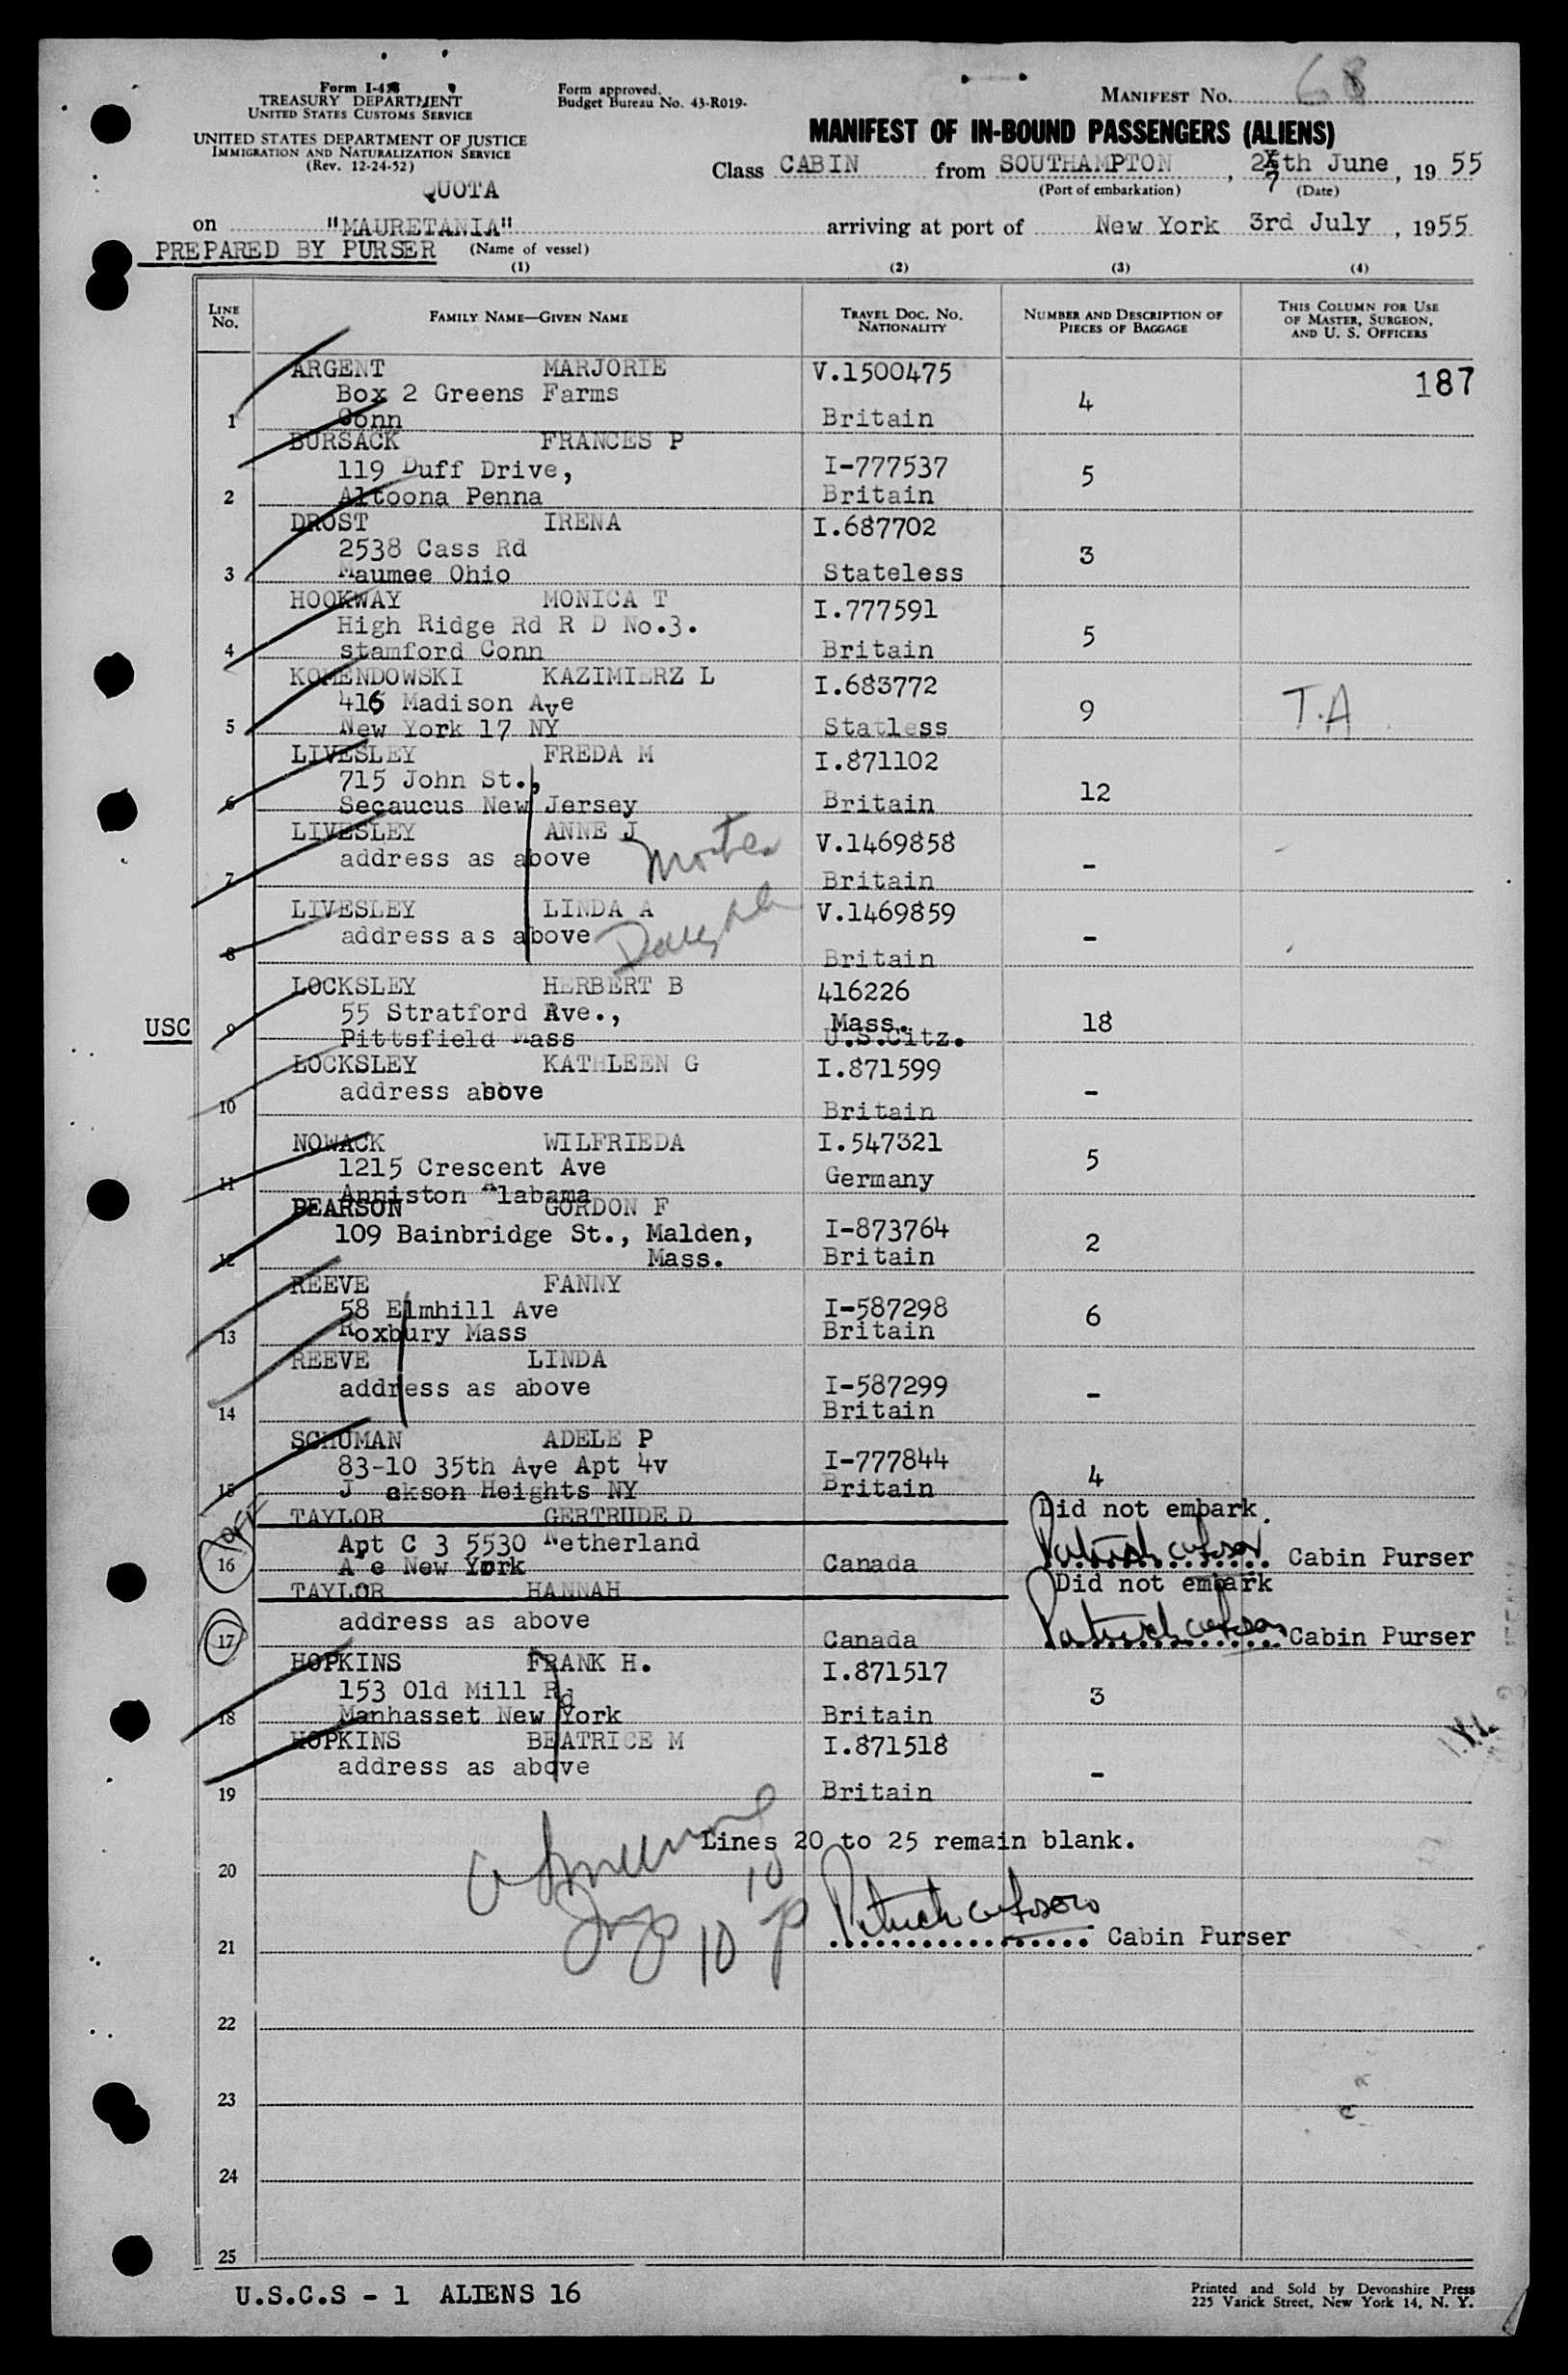 Form I-418
TREASURY DEPARTMENT
UNITED STATES CUSTOMS SERVICE
UNITED STATES DEPARTMENT OF JUSTICE
IMMIGRATION AND NATURALIZATION SERVICE
(Rev. 12-24-52)
QUOTA
Form approved.
Budget Bureau No. 43-R019-
MANIFEST NO. 68
MANIFEST OF IN-BOUND PASSENGERS (ALIENS)
Class CABIN from SOUTHAMPTON, 27th June, 1955
(Port of embarkation) (Date)
on "MAURETANIA" arriving at port of New York 3rd July, 1955
PREPARED BY PURSER (Name of vessel)
(1) (2) (3) (4)
LINE No. FAMILY NAME—GIVEN NAME TRAVEL DOC. NO. NATIONALITY NUMBER AND DESCRIPTION OF PIECES OF BAGGAGE THIS COLUMN FOR USE OF MASTER, SURGEON, AND U. S. OFFICERS
ARGENT MARJORIE V.1500475 187
Box 2 Greens Farms 4
1 Conn Britain
BURSACK FRANCES P
119 Duff Drive, I-777537 5
2 Altoona Penna Britain
DROST IRENA I.687702
2538 Cass Rd 3
3 Maumee Ohio Stateless
HOOKWAY MONICA T I.777591
High Ridge Rd R D No.3. 5
4 stamford Conn Britain
KOMENDOWSKI KAZIMIERZ L I.683772
416 Madison Ave 9 T.A
5 New York 17 NY Statless
LIVESLEY FREDA M I.871102
715 John St., 12
6 Secaucus New Jersey Britain
LIVESLEY ANNE J V.1469858
address as above -
7 Britain
LIVESLEY LINDA A V.1469859
address as above -
8 Britain
LOCKSLEY HERBERT B 416226
55 Stratford Ave., Mass. 18
USC 9 Pittsfield Mass U.S.Citz.
LOCKSLEY KATHLEEN G I.871599
address above -
10 Britain
NOWACK WILFRIEDA I.547321
1215 Crescent Ave Germany 5
11 Anniston Alabama
PEARSON GORDON F
109 Bainbridge St., Malden, I-873764 2
12 Mass. Britain
REEVE FANNY
58 Elmhill Ave I-587298 6
13 Roxbury Mass Britain
REEVE LINDA
address as above I-587299 -
14 Britain
SCHUMAN ADELE P
83-10 35th Ave Apt 4v I-777844 4
15 J ckson Heights NY Britain
OFF TAYLOR GERTRUDE D Did not embark.
Apt C 3 5530 Netherland
16 A e New York Canada Cabin Purser
TAYLOR HANNAH Did not embark
address as above
17 Canada Cabin Purser
HOPKINS FRANK H. I.871517
153 Old Mill Rd 3
18 Manhasset New York Britain
HOPKINS BEATRICE M I.871518
address as above -
19 Britain
Lines 20 to 25 remain blank.
20 10
21 10 Cabin Purser
22
23
24
25
U.S.C.S - 1 ALIENS 16
Printed and Sold by Devonshire Press
225 Varick Street, New York 14, N. Y.